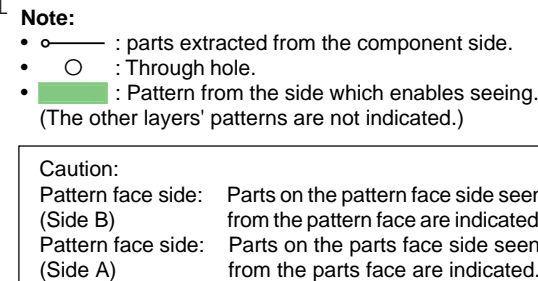 Note:
• : parts extracted from the component side.
• : Through hole.
• : Pattern from the side which enables seeing.
(The other layers' patterns are not indicated.)
Caution:
Pattern face side: Parts on the pattern face side seen
(Side B) from the pattern face are indicated.
Pattern face side: Parts on the parts face side seen
(Side A) from the parts face are indicated.